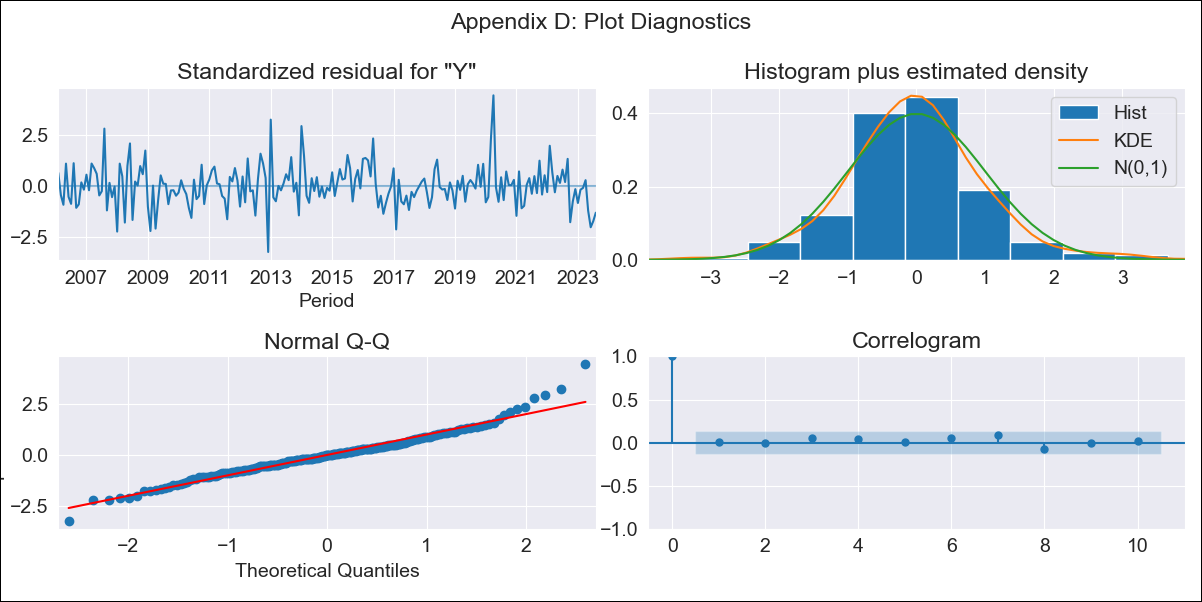 Appendix D: Plot Diagnostics
Standardized residual for "Y"
2.5
0.0
−2.5
2007 2009 2011 2013 2015 2017 2019 2021 2023
Period
Histogram plus estimated density
0.4
0.2
0.0
−3 −2 −1 0 1 2 3
Hist
KDE
N(0,1)
Normal Q-Q
2.5
0.0
−2.5
−2 −1 0 1 2
Theoretical Quantiles
Correlogram
1.0
0.5
0.0
−0.5
−1.0
0 2 4 6 8 10